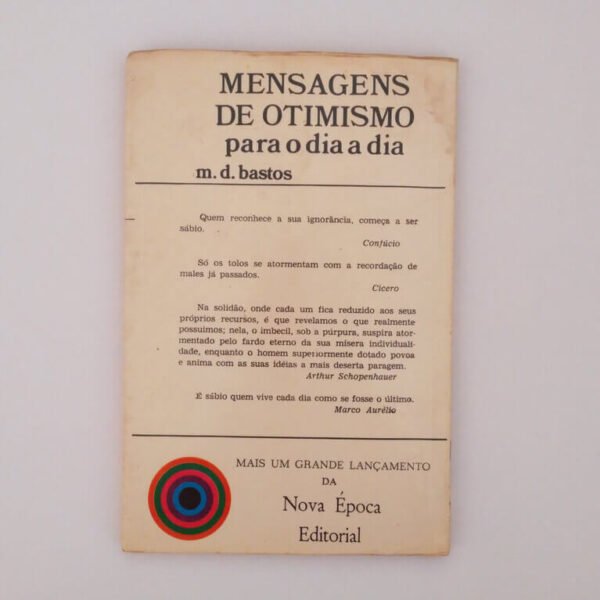 MENSAGENS
DE OTIMISMO
para o dia a dia
m. d. bastos
Quem reconhece a sua ignorância, começa a ser
sábio.
Confúcio
Só os tolos se atormentam com a recordação de
males já passados.
Cícero
Na solidão, onde cada um fica reduzido aos seus
próprios recursos, é que revelamos o que realmente
possuímos; nela, o imbecil, sob a púrpura, suspira ator-
mentado pelo fardo eterno da sua mísera individuali-
dade, enquanto o homem superiormente dotado povoa
e anima com as suas idéias a mais deserta paragem.
Arthur Schopenhauer
É sábio quem vive cada dia como se fosse o último.
Marco Aurélio
MAIS UM GRANDE LANÇAMENTO
DA
Nova Época
Editorial